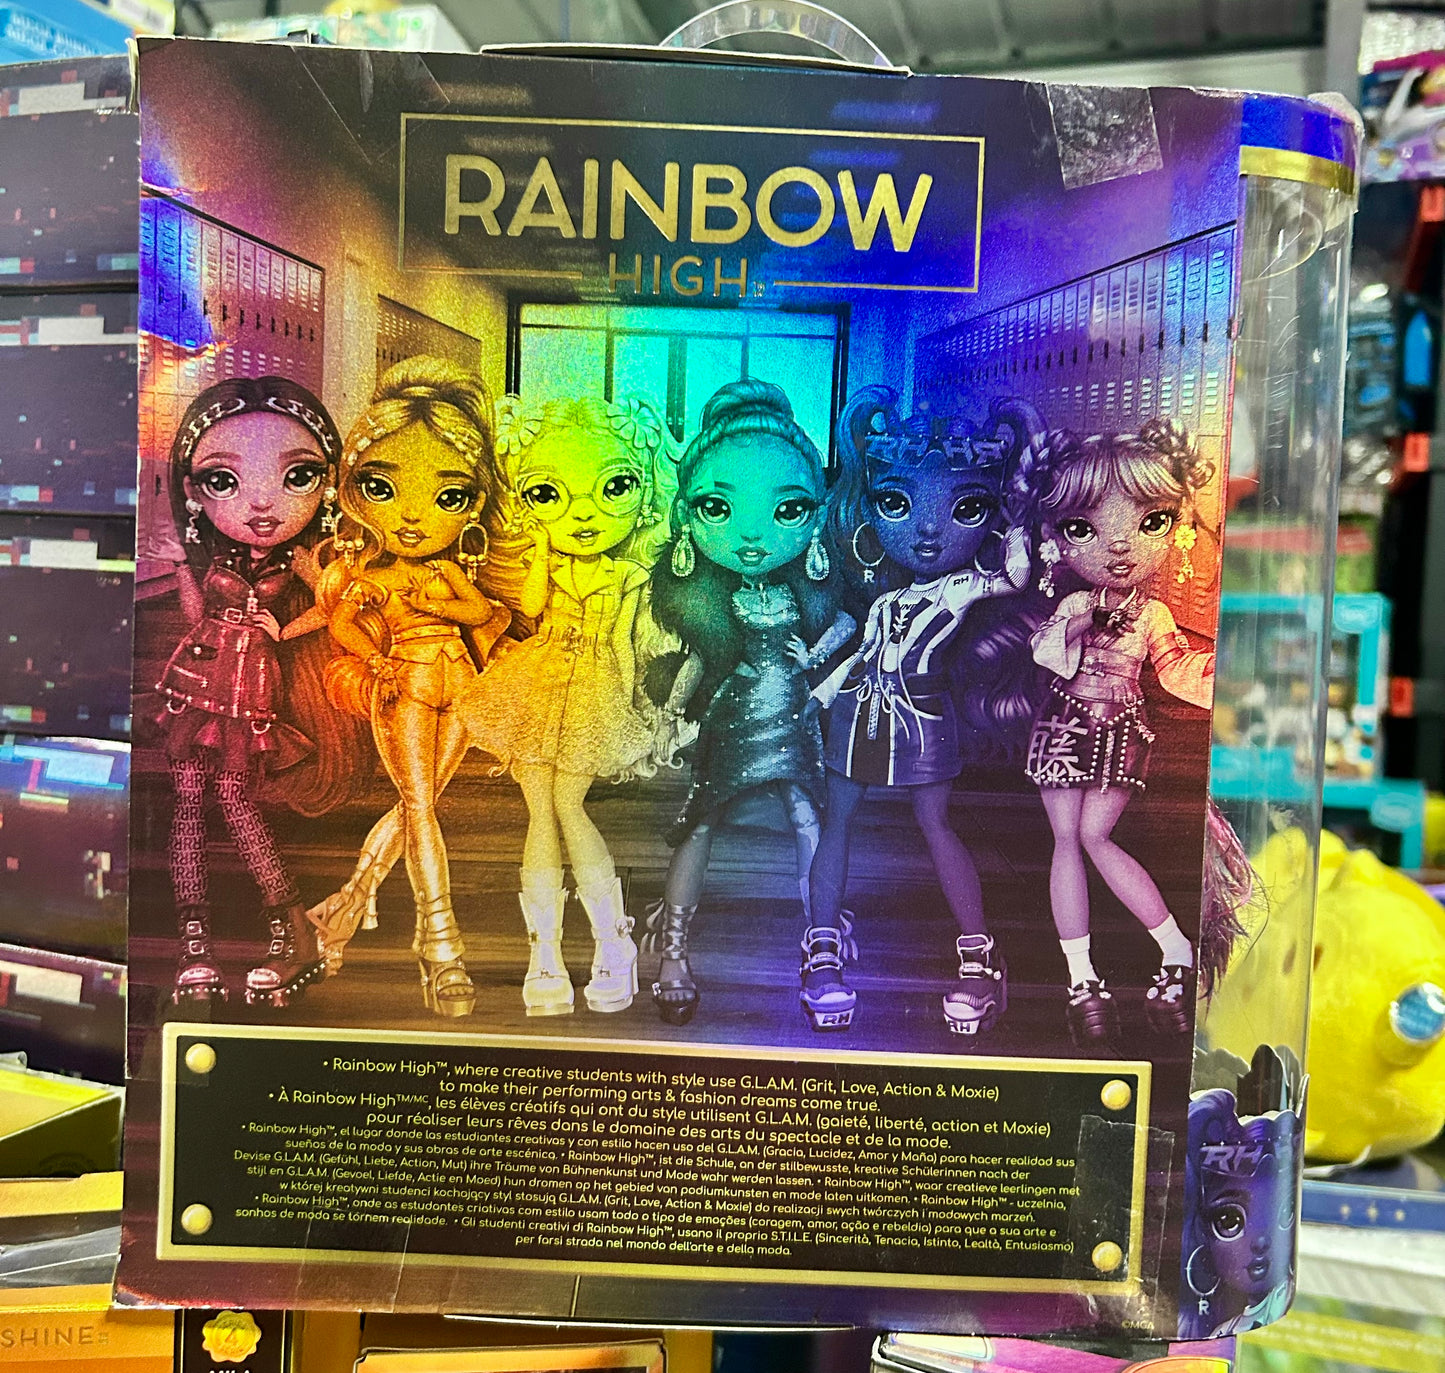 RAINBOW
HIGH™
RH RH
R
H
R
RH
R
藤
RH
RH
• Rainbow High™, where creative students with style use G.L.A.M. (Grit, Love, Action & Moxie)
to make their performing arts & fashion dreams come true.
• À Rainbow High™/MC, les élèves créatifs qui ont du style utilisent G.L.A.M. (gaieté, liberté, action et Moxie)
pour réaliser leurs rêves dans le domaine des arts du spectacle et de la mode.
• Rainbow High™, el lugar donde las estudiantes creativas y con estilo hacen uso del G.L.A.M. (Gracia, Lucidez, Amor y Maña) para hacer realidad sus
sueños de la moda y sus obras de arte escénica. • Rainbow High™, ist die Schule, an der stilbewusste, kreative Schülerinnen nach der
Devise G.L.A.M. (Gefühl, Liebe, Action, Mut) ihre Träume von Bühnenkunst und Mode wahr werden lassen. • Rainbow High™, waar creatieve leerlingen met
stijl en G.L.A.M. (Gevoel, Liefde, Actie en Moed) hun dromen op het gebied van podiumkunsten en mode laten uitkomen. • Rainbow High™ - uczelnia,
w której kreatywni studenci kochający styl stosują G.L.A.M. (Grit, Love, Action & Moxie) do realizacji swych twórczych i modowych marzeń.
• Rainbow High™, onde as estudantes criativas com estilo usam todo o tipo de emoções (coragem, amor, ação e rebeldia) para que a sua arte e
sonhos de moda se tornem realidade. • Gli studenti creativi di Rainbow High™, usano il proprio S.T.I.L.E. (Sincerità, Tenacia, Istinto, Lealtà, Entusiasmo)
per farsi strada nel mondo dell'arte e della moda.
©MGA
RH
R
SHINE
4